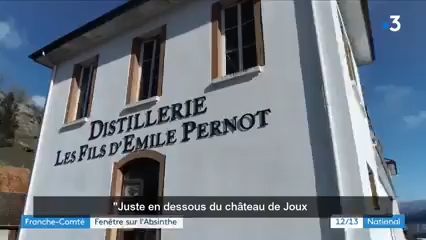 •3
DISTILLERIE
LES FILS D'EMILE PERNOT
"Juste en dessous du château de Joux
Franche-Comté Fenêtre sur l'Absinthe 12/13 National